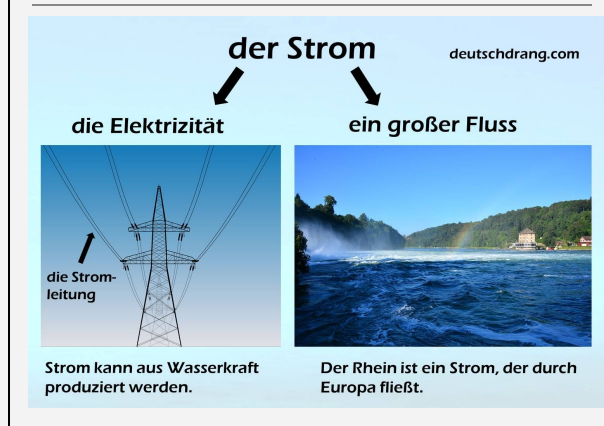 der Strom
deutschdrang.com
die Elektrizität
ein großer Fluss
die Strom-
leitung
Strom kann aus Wasserkraft
produziert werden.
Der Rhein ist ein Strom, der durch
Europa fließt.